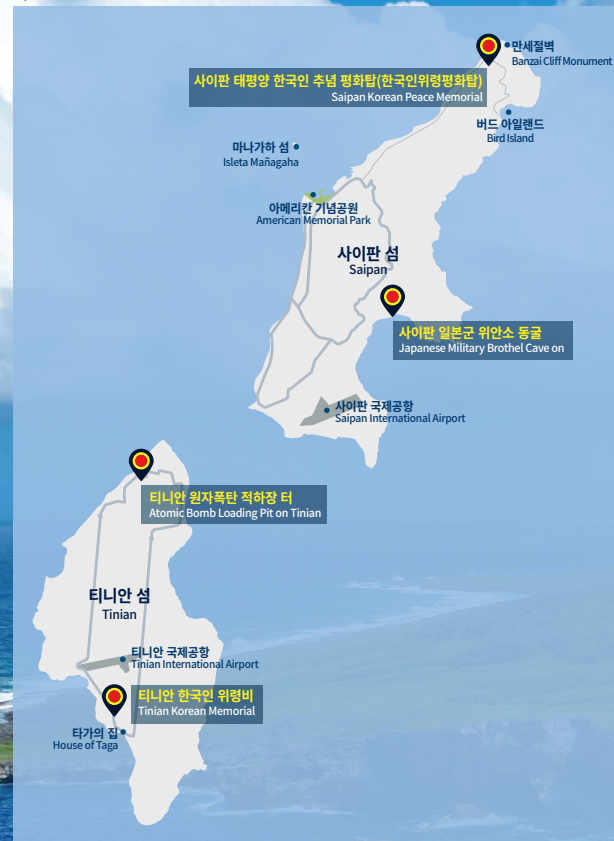 만세절벽
Banzai Cliff Monument
사이판 태평양 한국인 추념 평화탑(한국인위령평화탑)
Saipan Korean Peace Memorial
버드 아일랜드
Bird Island
마나가하 섬
Isleta Mañagaha
아메리칸 기념공원
American Memorial Park
사이판 섬
Saipan
사이판 일본군 위안소 동굴
Japanese Military Brothel Cave on
사이판 국제공항
Saipan International Airport
티니안 원자폭탄 적하장 터
Atomic Bomb Loading Pit on Tinian
티니안 섬
Tinian
티니안 국제공항
Tinian International Airport
티니안 한국인 위령비
Tinian Korean Memorial
타가의 집
House of Taga